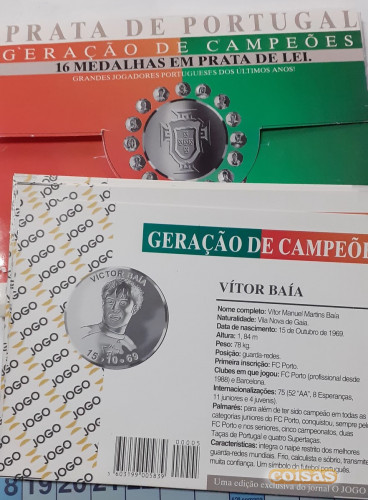 PRATA DE PORTUGAL
GERAÇÃO DE CAMPEÕES
16 MEDALHAS EM PRATA DE LEI.
GRANDES JOGADORES PORTUGUESES DOS ÚLTIMOS ANOS!
O JOGO
GERAÇÃO DE CAMPEÕ
VÍTOR BAÍA
VICTOR BAÍA
15-10-69
Nome completo: Vítor Manuel Martins Baía
Naturalidade: Vila Nova de Gaia.
Data de nascimento: 15 de Outubro de 1969.
Altura: 1, 84 m
Peso: 78 kg.
Posição: guarda-redes.
Primeira inscrição: FC Porto.
Clubes em que jogou: FC Porto (profissional desde
1988) e Barcelona.
Internacionalizações: 75 (52 "AA", 8 Esperanças,
11 juniores e 4 juvenis).
Palmarés: para além de ter sido campeão em todas as
categorias jovens do FC Porto, conquistou, sempre pelo
FC Porto e nos seniores, cinco campeonatos, duas
Taças de Portugal e quatro Supertaças.
Características: integra o naipe restrito dos melhores
guarda-redes mundiais. Frio, calculista e sóbrio, transmite
muita confiança. Um símbolo do futebol português.
00005
1603199005839
coisas
Uma edição exclusiva do jornal O JOGO